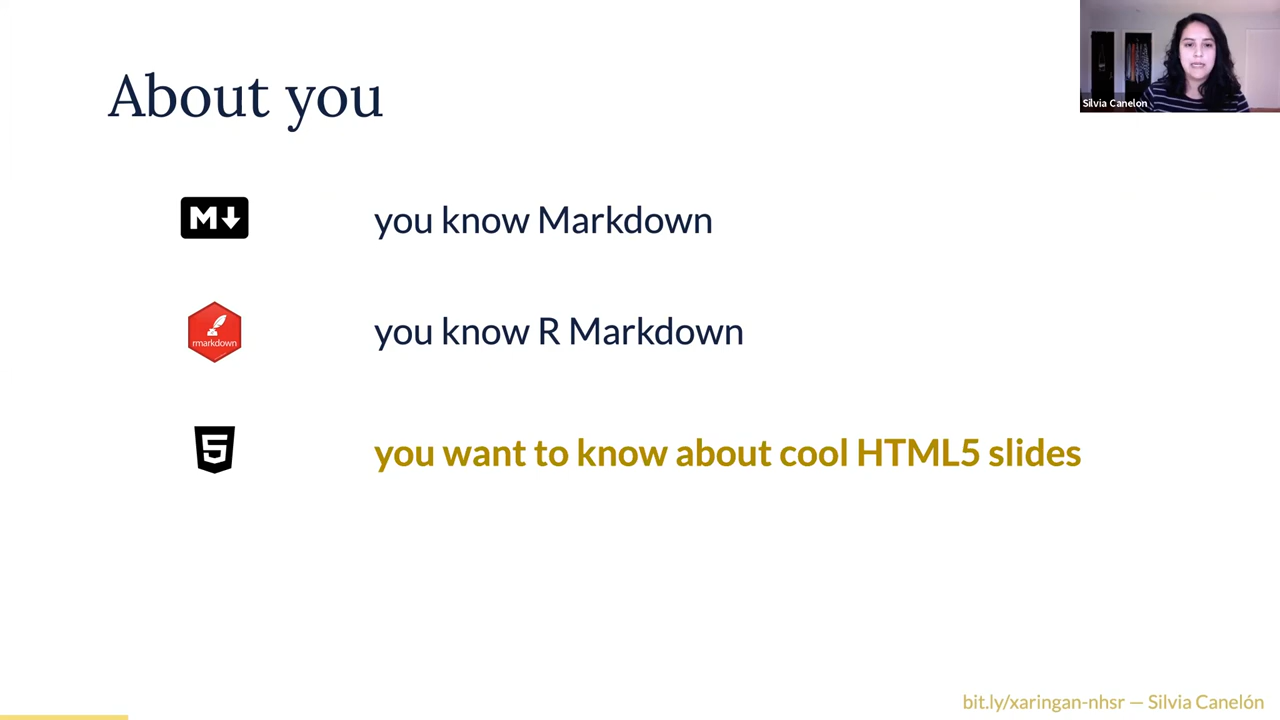 About you
Silvia Canelon
M
you know Markdown
rmarkdown
you know R Markdown
5
you want to know about cool HTML5 slides
bit.ly/xaringan-nhsr — Silvia Canelón